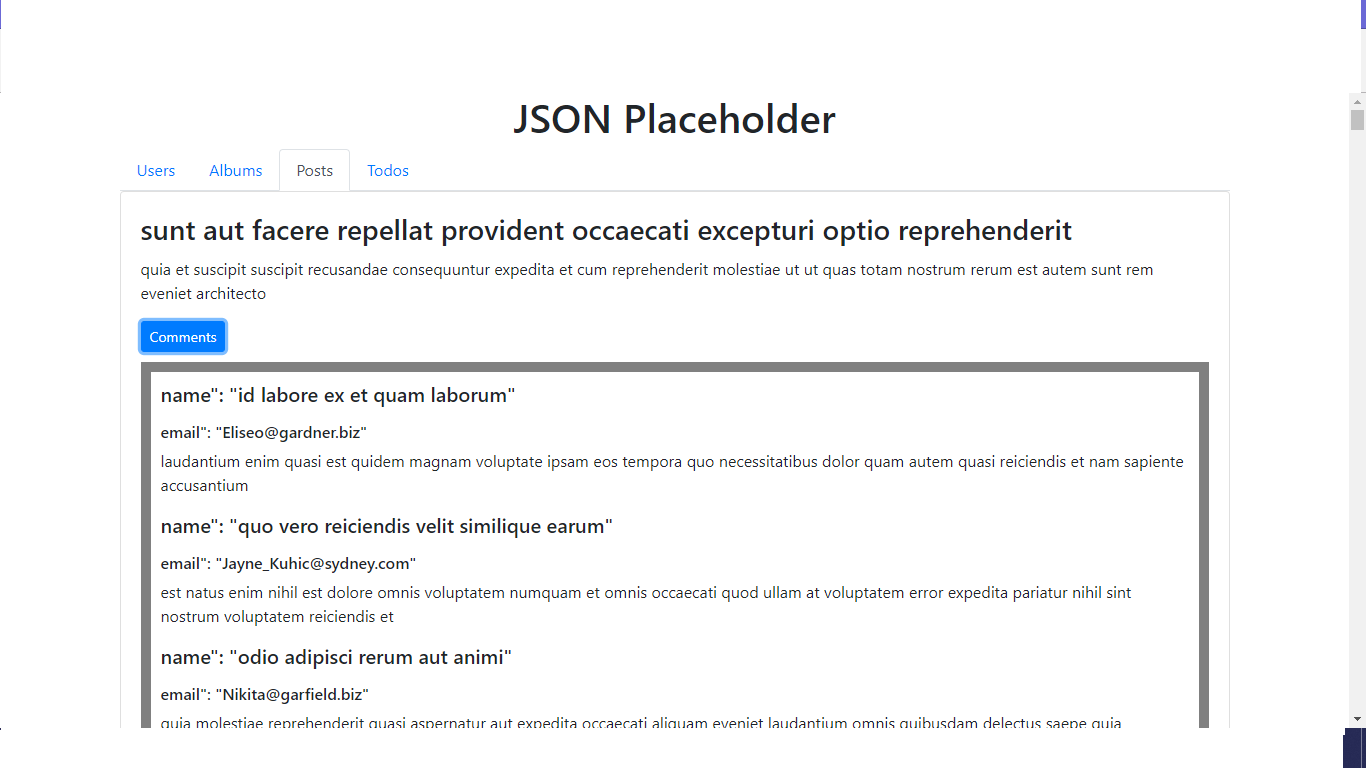 JSON Placeholder
Users Albums Posts Todos
sunt aut facere repellat provident occaecati excepturi optio reprehenderit
quia et suscipit suscipit recusandae consequuntur expedita et cum reprehenderit molestiae ut ut quas totam nostrum rerum est autem sunt rem
eveniet architecto
Comments
name": "id labore ex et quam laborum"
email": "Eliseo@gardner.biz"
laudantium enim quasi est quidem magnam voluptate ipsam eos tempora quo necessitatibus dolor quam autem quasi reiciendis et nam sapiente
accusantium
name": "quo vero reiciendis velit similique earum"
email": "Jayne_Kuhic@sydney.com"
est natus enim nihil est dolore omnis voluptatem numquam et omnis occaecati quod ullam at voluptatem error expedita pariatur nihil sint
nostrum voluptatem reiciendis et
name": "odio adipisci rerum aut animi"
email": "Nikita@garfield.biz"
quia molestiae reprehenderit quasi aspernatur aut expedita occaecati aliquam eveniet laudantium omnis quibusdam delectus saepe quia